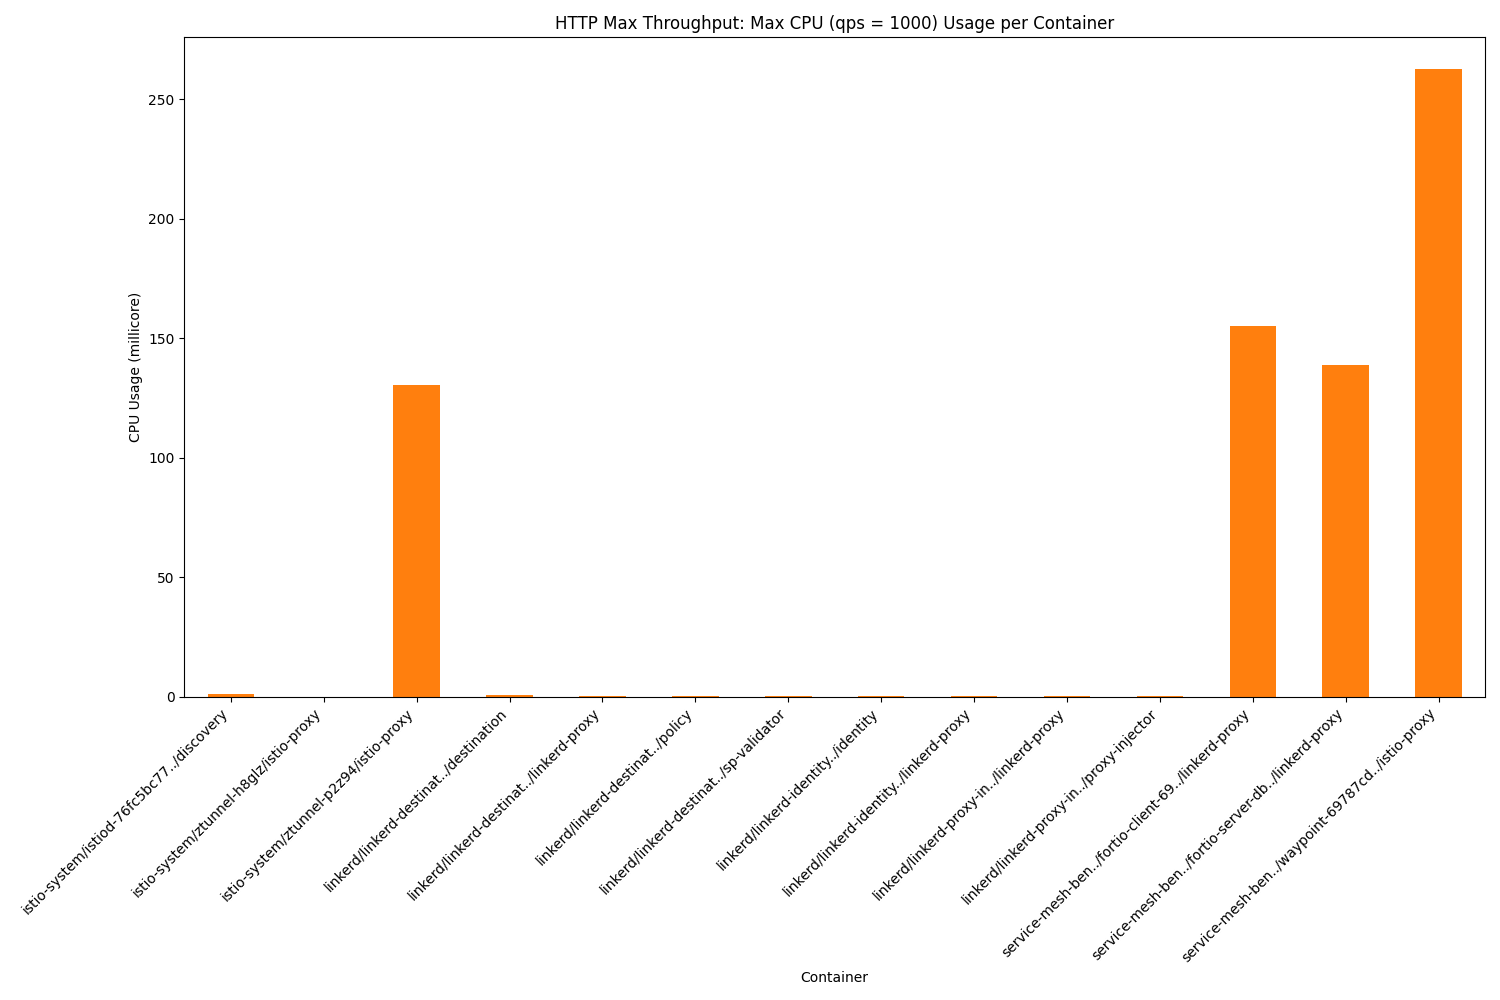 HTTP Max Throughput: Max CPU (qps = 1000) Usage per Container
CPU Usage (millicore)
250
200
150
100
50
0
istio-system/istiod-76fc5bc77../discovery
istio-system/ztunnel-h8glz/istio-proxy
istio-system/ztunnel-p2z94/istio-proxy
linkerd/linkerd-destinat../destination
linkerd/linkerd-destinat../linkerd-proxy
linkerd/linkerd-destinat../policy
linkerd/linkerd-destinat../sp-validator
linkerd/linkerd-identity../identity
linkerd/linkerd-identity../linkerd-proxy
linkerd/linkerd-proxy-in../linkerd-proxy
linkerd/linkerd-proxy-in../proxy-injector
service-mesh-ben../fortio-client-69../linkerd-proxy
service-mesh-ben../fortio-server-db../linkerd-proxy
service-mesh-ben../waypoint-69787cd../istio-proxy
Container